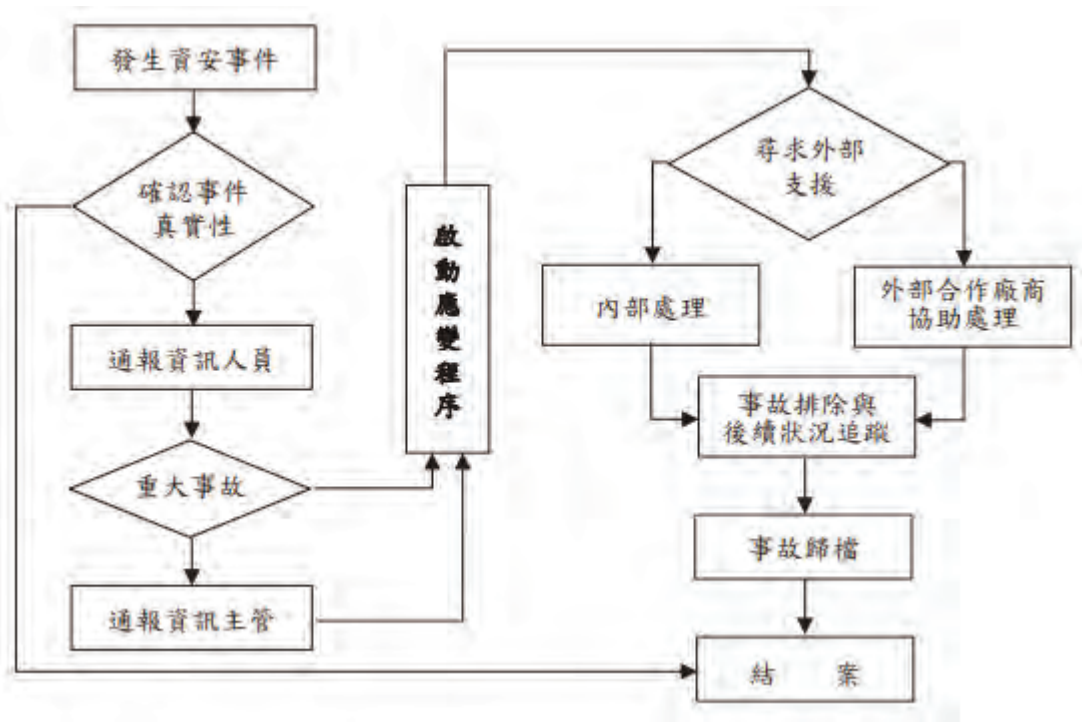 發生資安事件
確認事件
真實性
通報資訊人員
重大事故
通報資訊主管
啟動應變程序
尋求外部
支援
內部處理
外部合作廠商
協助處理
事故排除與
後續狀況追蹤
事故歸檔
結 案